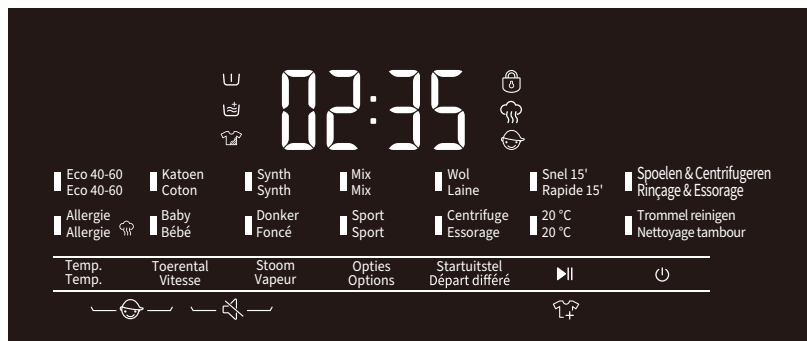 02:35
Eco 40-60
Eco 40-60
Katoen
Coton
Synth
Synth
Mix
Mix
Wol
Laine
Snel 15'
Rapide 15'
Spoelen & Centrifugeren
Rinçage & Essorage
Allergie
Allergie
Baby
Bébé
Donker
Foncé
Sport
Sport
Centrifuge
Essorage
20 °C
20 °C
Trommel reinigen
Nettoyage tambour
Temp.
Temp.
Toerental
Vitesse
Stoom
Vapeur
Opties
Options
Startuitstel
Départ différé